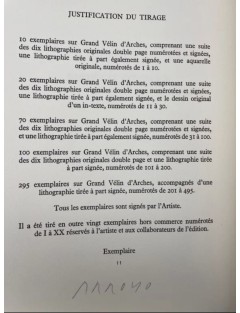 JUSTIFICATION DU TIRAGE
10 exemplaires sur Grand Vélin d'Arches, comprenant une suite
des dix lithographies originales double page numérotées et signées,
une lithographie tirée à part également signée, et une aquarelle
originale, numérotés de 1 à 10.
20 exemplaires sur Grand Vélin d'Arches, comprenant une suite
des dix lithographies originales double page numérotées et signées,
une lithographie tirée à part également signée, et le dessin original
d'un in-texte, numérotés de 11 à 30.
70 exemplaires sur Grand Vélin d'Arches, comprenant une suite
des dix lithographies originales double page numérotées et signées, et
une lithographie tirée à part également signée, numérotés de 31 à 100.
100 exemplaires sur Grand Vélin d'Arches, comprenant une suite
des dix lithographies originales double page et une lithographie tirée
à part signée, numérotés de 101 à 200.
295 exemplaires sur Grand Vélin d'Arches, accompagnés d'une
lithographie tirée à part signée, numérotés de 201 à 495.
Tous les exemplaires sont signés par l'Artiste.
Il a été tiré en outre vingt exemplaires hors commerce numérotés
de I à XX réservés à l'artiste et aux collaborateurs de l'édition.
Exemplaire
11
ARROYO